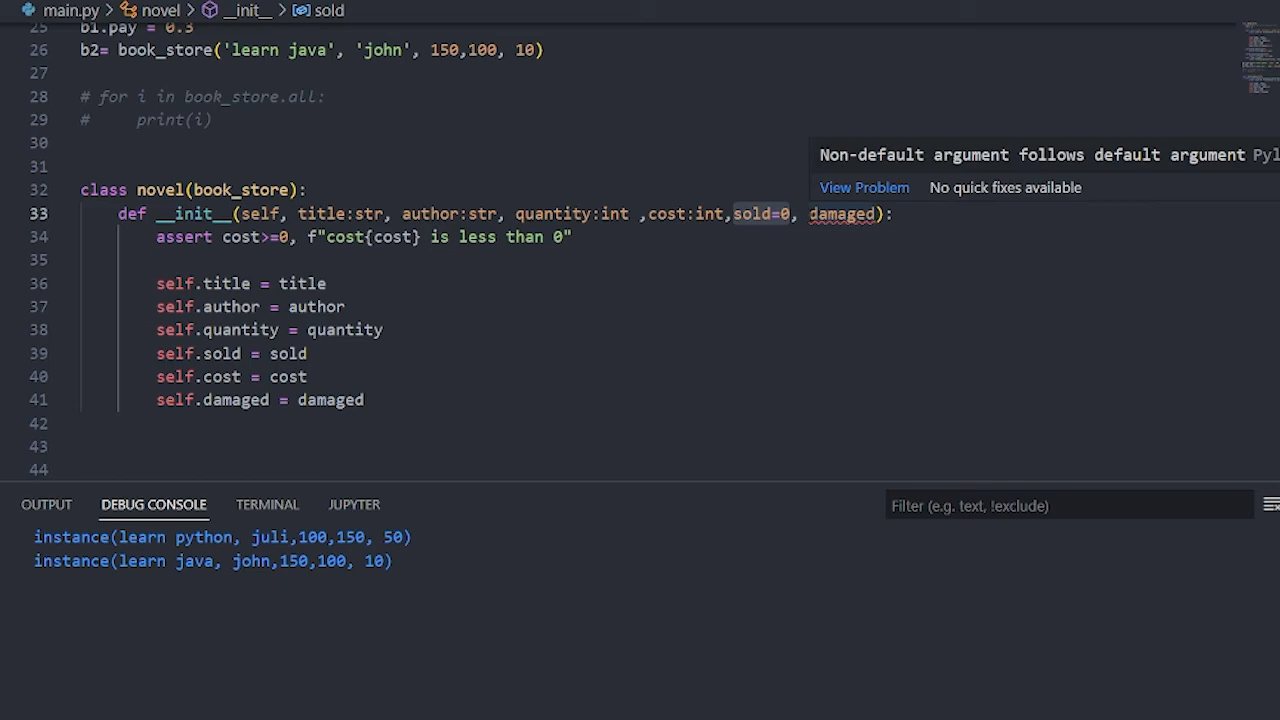 main.py > novel > __init__ > sold
25 b1.pay = 0.3
26 b2= book_store('learn java', 'john', 150,100, 10)
27
28 # for i in book_store.all:
29 #     print(i)
30
31
Non-default argument follows default argument Pyl
View Problem No quick fixes available
32 class novel(book_store):
33     def __init__(self, title:str, author:str, quantity:int ,cost:int,sold=0, damaged):
34         assert cost>=0, f"cost{cost} is less than 0"
35
36         self.title = title
37         self.author = author
38         self.quantity = quantity
39         self.sold = sold
40         self.cost = cost
41         self.damaged = damaged
42
43
44
OUTPUT DEBUG CONSOLE TERMINAL JUPYTER Filter (e.g. text, !exclude)
instance(learn python, juli,100,150, 50)
instance(learn java, john,150,100, 10)